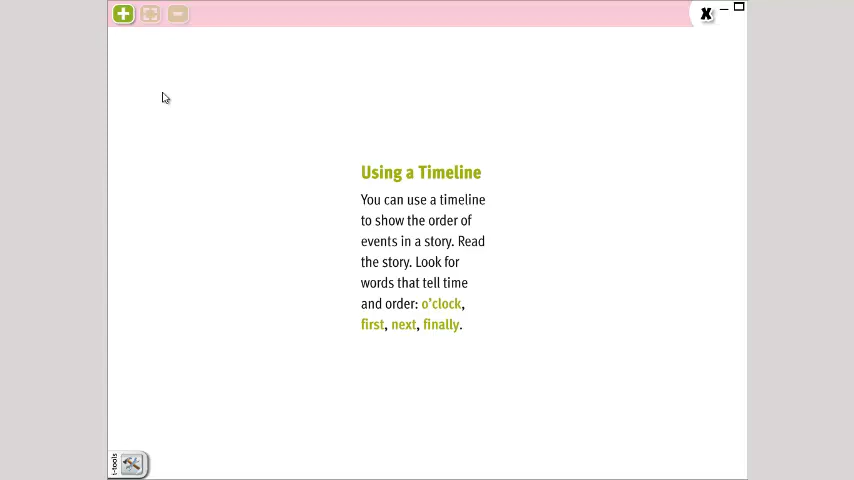 Using a Timeline
You can use a timeline
to show the order of
events in a story. Read
the story. Look for
words that tell time
and order: o'clock,
first, next, finally.
t-tools